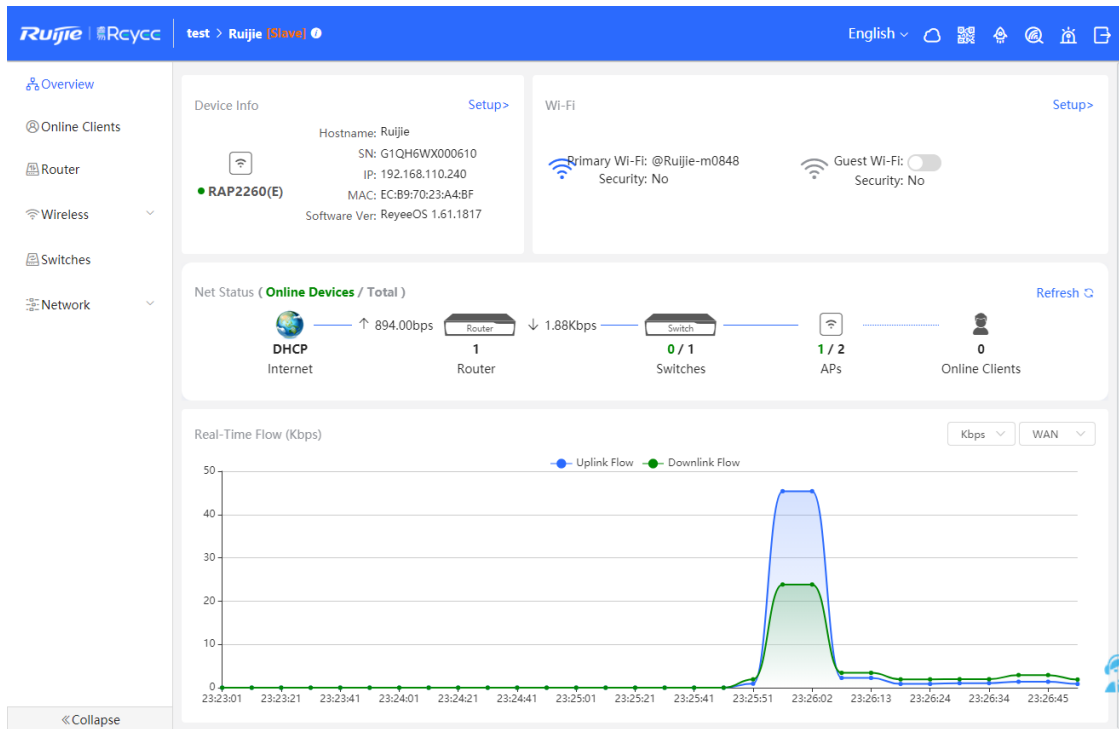 Ruijie | Reyee test > Ruijie [Slave] English
Overview
Online Clients
Router
Wireless
Switches
Network
Collapse
Device Info Setup>
Hostname: Ruijie
SN: G1QH6WX000610
IP: 192.168.110.240
RAP2260(E)
MAC: EC:B9:70:23:A4:BF
Software Ver: ReyeeOS 1.61.1817
Wi-Fi Setup>
Primary Wi-Fi: @Ruijie-m0848
Security: No
Guest Wi-Fi:
Security: No
Net Status ( Online Devices / Total ) Refresh
↑ 894.00bps Router ↓ 1.88Kbps Switch
DHCP 1 0 / 1 1 / 2 0
Internet Router Switches APs Online Clients
Real-Time Flow (Kbps) Kbps WAN
Uplink Flow Downlink Flow
50
40
30
20
10
0
23:23:01 23:23:21 23:23:41 23:24:01 23:24:21 23:24:41 23:25:01 23:25:21 23:25:41 23:25:51 23:26:02 23:26:13 23:26:24 23:26:34 23:26:45